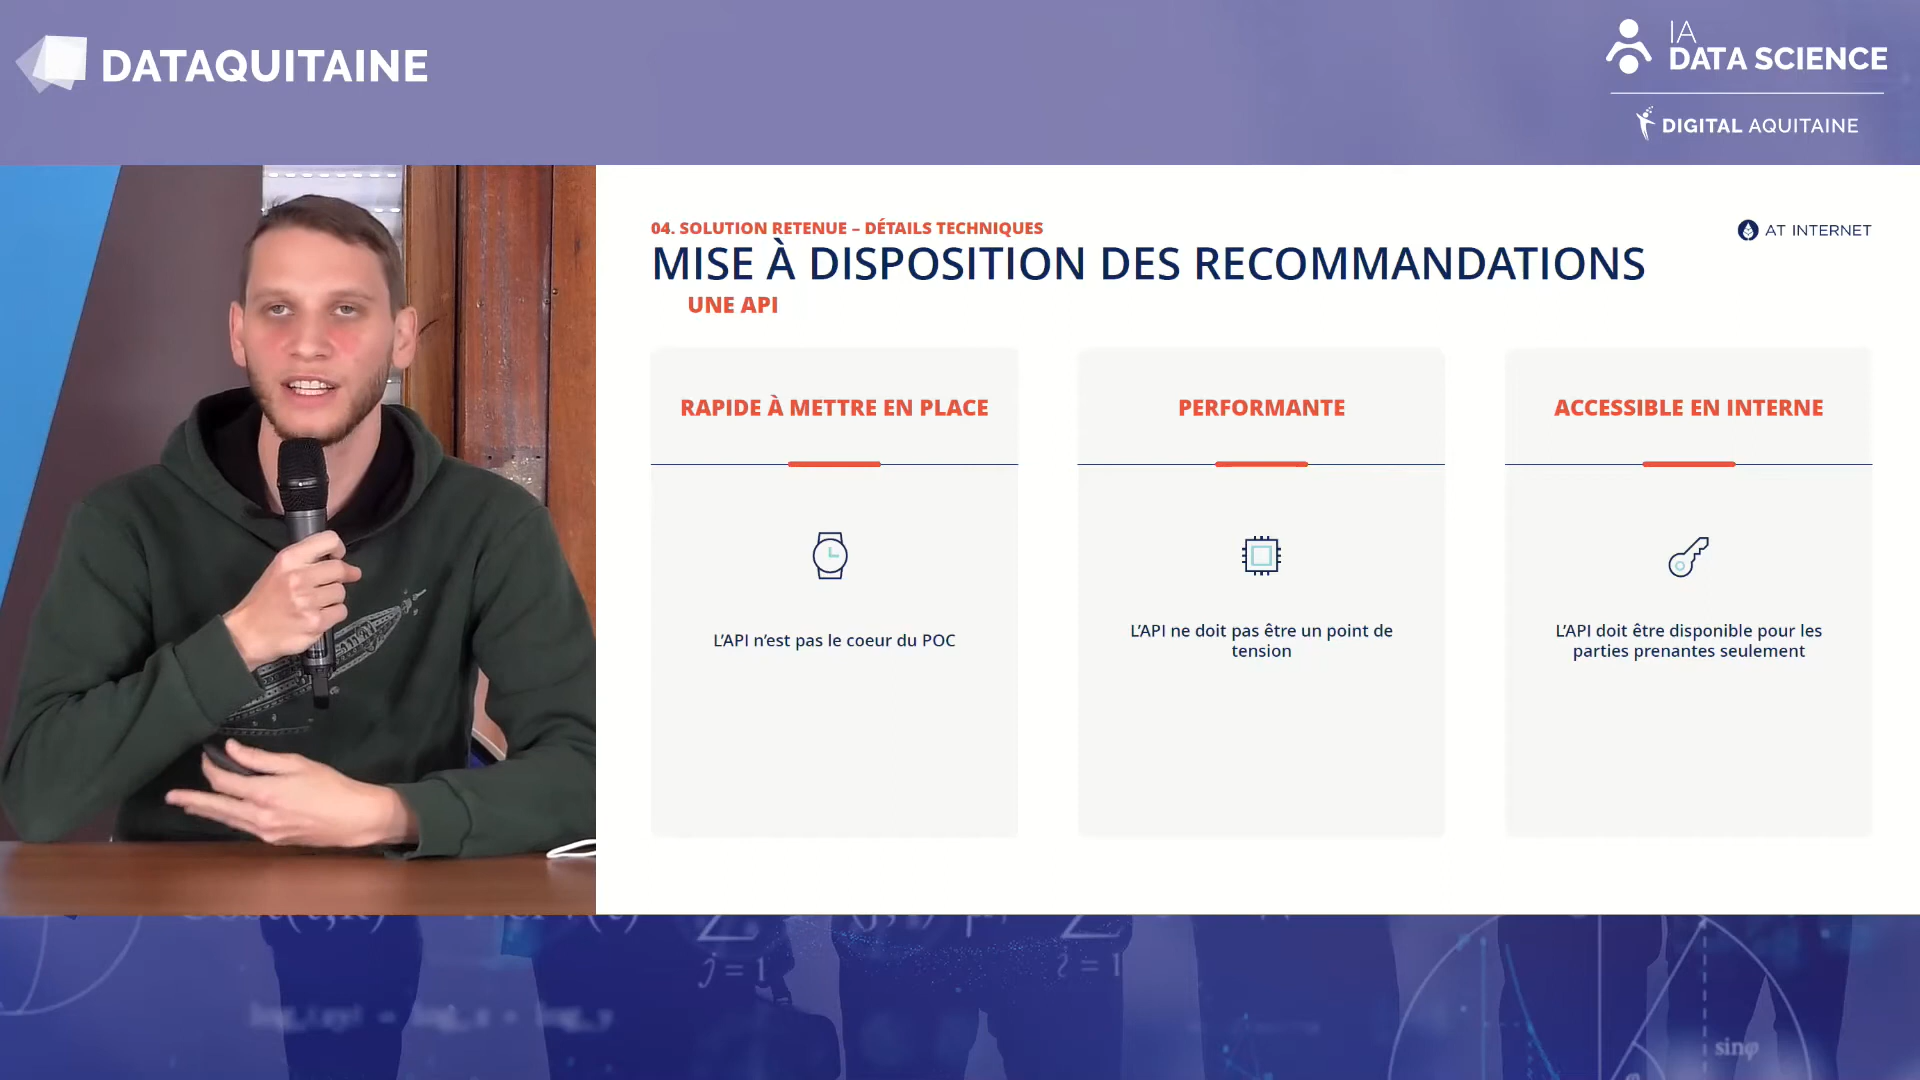 DATAQUITAINE
IA
DATA SCIENCE
DIGITAL AQUITAINE
04. SOLUTION RETENUE – DÉTAILS TECHNIQUES
AT INTERNET
MISE À DISPOSITION DES RECOMMANDATIONS
UNE API
RAPIDE À METTRE EN PLACE
L’API n’est pas le coeur du POC
PERFORMANTE
L’API ne doit pas être un point de
tension
ACCESSIBLE EN INTERNE
L’API doit être disponible pour les
parties prenantes seulement
j = 1
sinφ